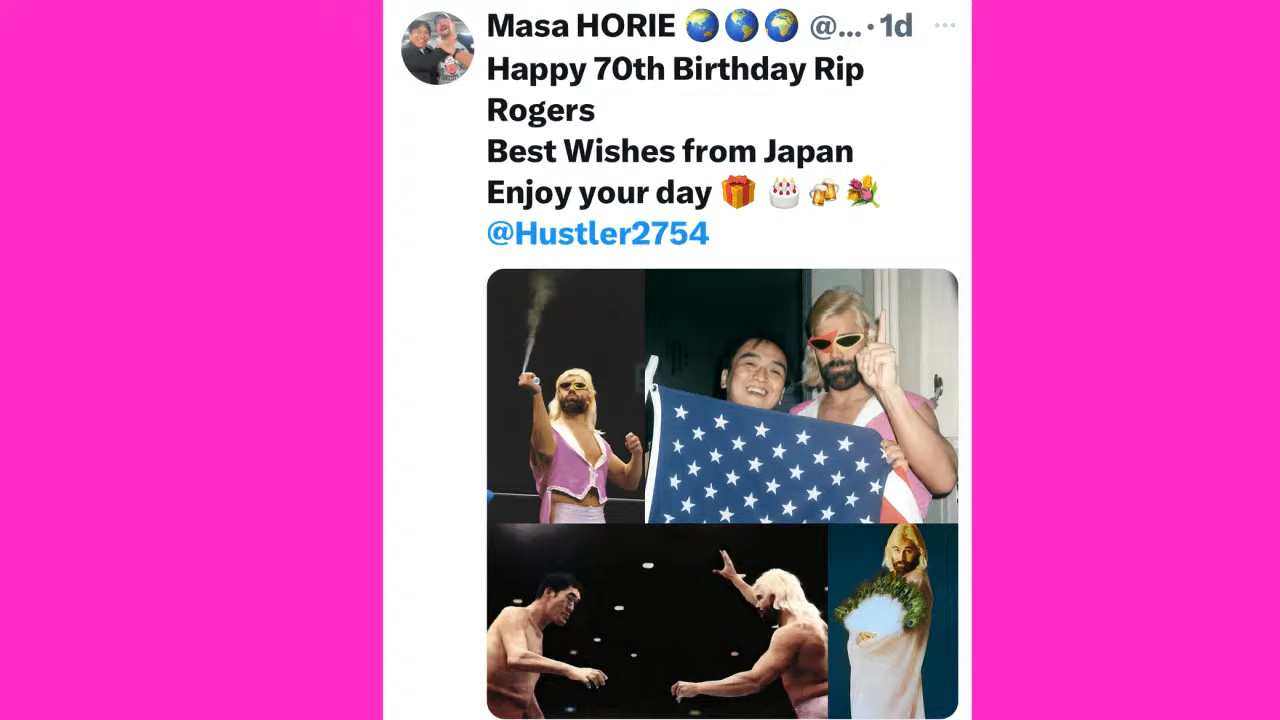 Masa HORIE 🌏🌎🌍 @... · 1d
Happy 70th Birthday Rip
Rogers
Best Wishes from Japan
Enjoy your day 🎁 🎂 🍻 💐
@Hustler2754